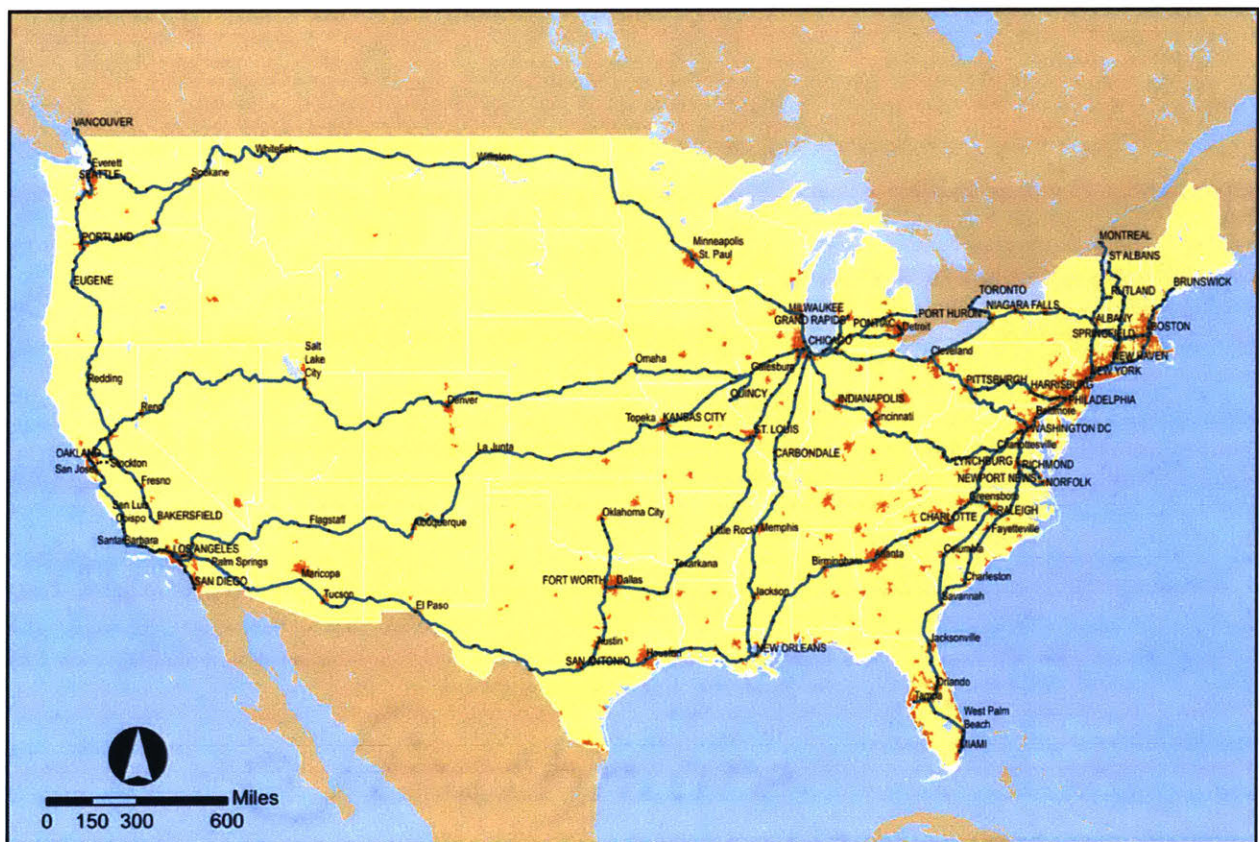 VANCOUVER
Everett
SEATTLE
Spokane
Whitefish
Williston
PORTLAND
EUGENE
Minneapolis
St. Paul
MONTREAL
ST ALBANS
RUTLAND
BRUNSWICK
TORONTO
NIAGARA FALLS
ALBANY
MILWAUKEE
GRAND RAPIDS
PONTIAC
PORT HURON
Detroit
SPRINGFIELD
BOSTON
CHICAGO
Cleveland
NEW HAVEN
NEW YORK
Salt
Lake
City
Redding
Reno
Omaha
Galesburg
QUINCY
PITTSBURGH
HARRISBURG
PHILADELPHIA
Denver
INDIANAPOLIS
Cincinnati
Baltimore
WASHINGTON DC
Topeka
KANSAS CITY
ST. LOUIS
Charlottesville
OAKLAND
Stockton
San Jose
La Junta
CARBONDALE
LYNCHBURG
RICHMOND
NEWPORT NEWS
NORFOLK
Fresno
San Luis
Obispo
BAKERSFIELD
Greensboro
RALEIGH
Flagstaff
Albuquerque
Oklahoma City
Little Rock
Memphis
CHARLOTTE
Fayetteville
Santa Barbara
LOS ANGELES
Palm Springs
Maricopa
SAN DIEGO
Tucson
El Paso
Texarkana
Birmingham
Atlanta
Columbia
FORT WORTH
Dallas
Jackson
Charleston
Savannah
Austin
SAN ANTONIO
Houston
NEW ORLEANS
Jacksonville
Orlando
Tampa
West Palm
Beach
MIAMI
Miles
0 150 300 600